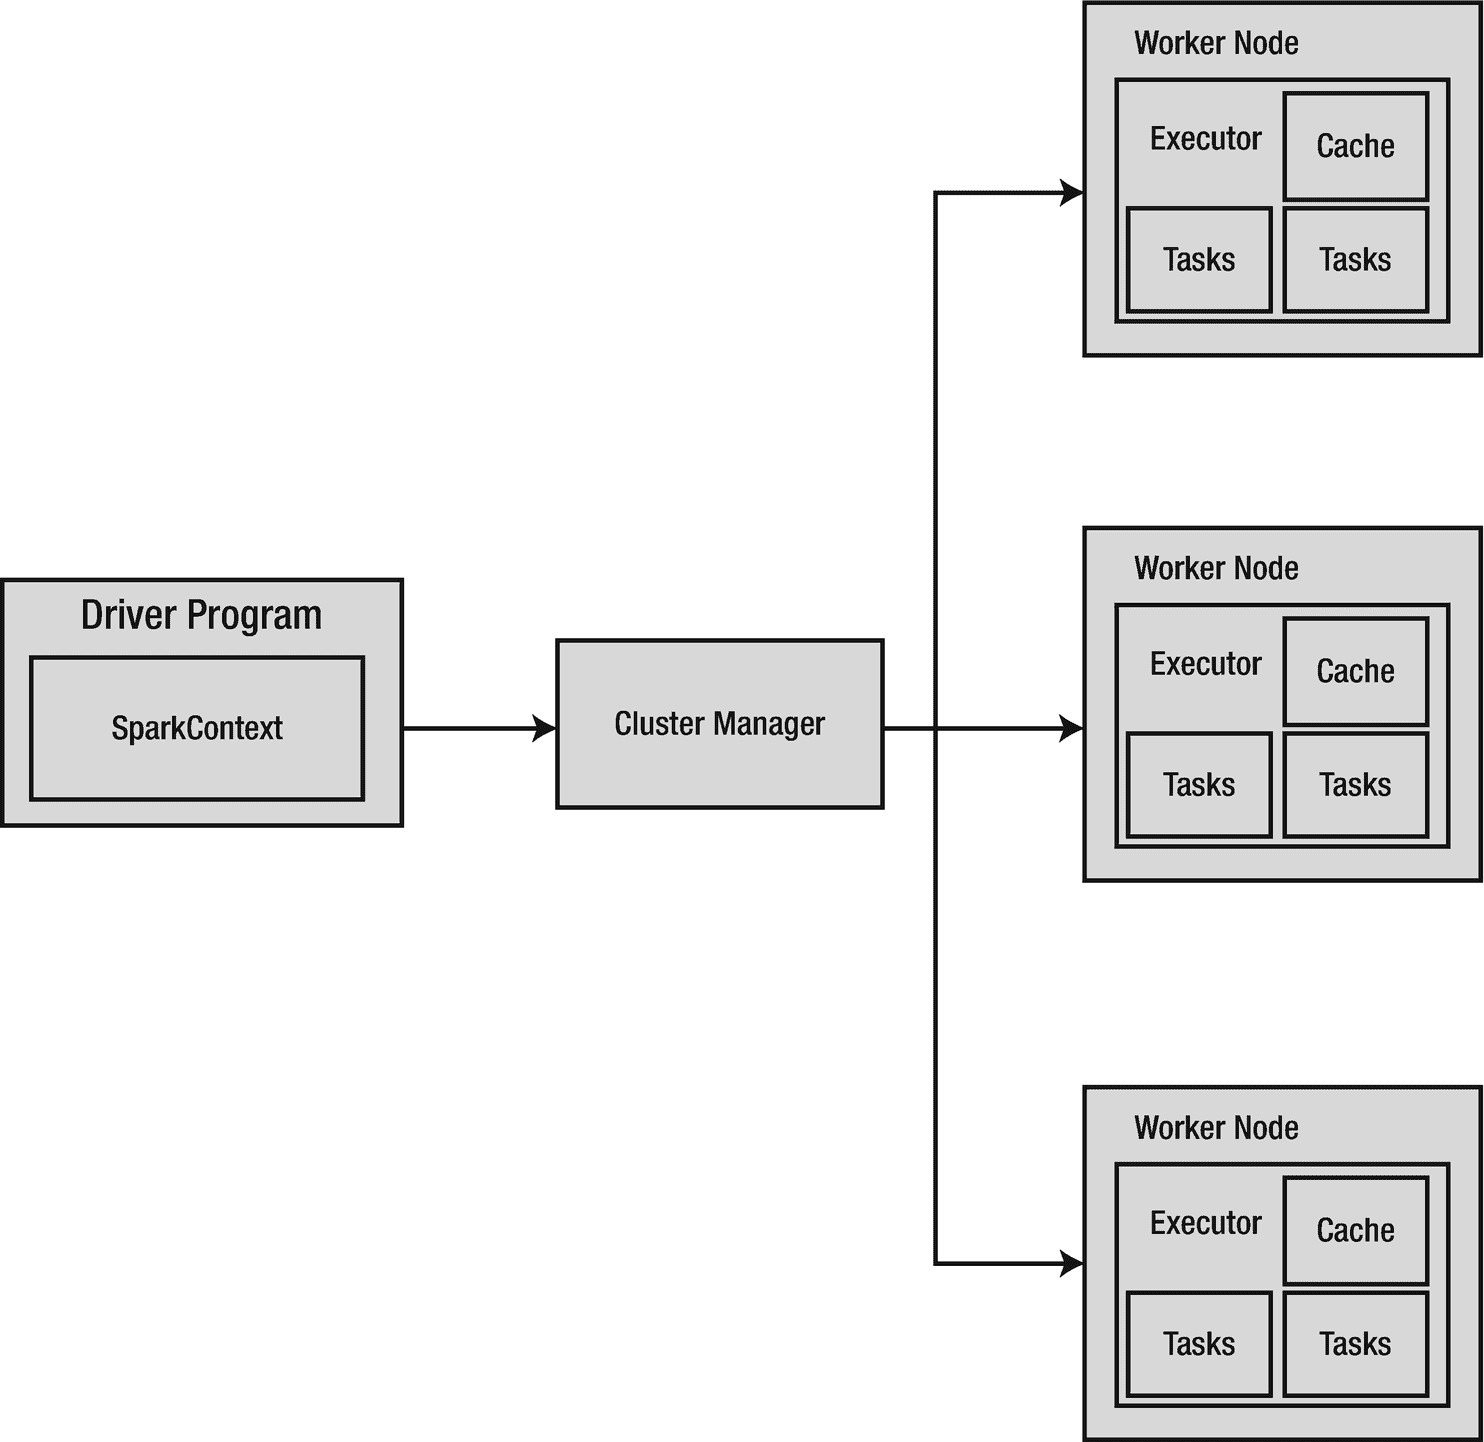 Driver Program
SparkContext
Cluster Manager
Worker Node
Executor
Cache
Tasks
Tasks
Worker Node
Executor
Cache
Tasks
Tasks
Worker Node
Executor
Cache
Tasks
Tasks